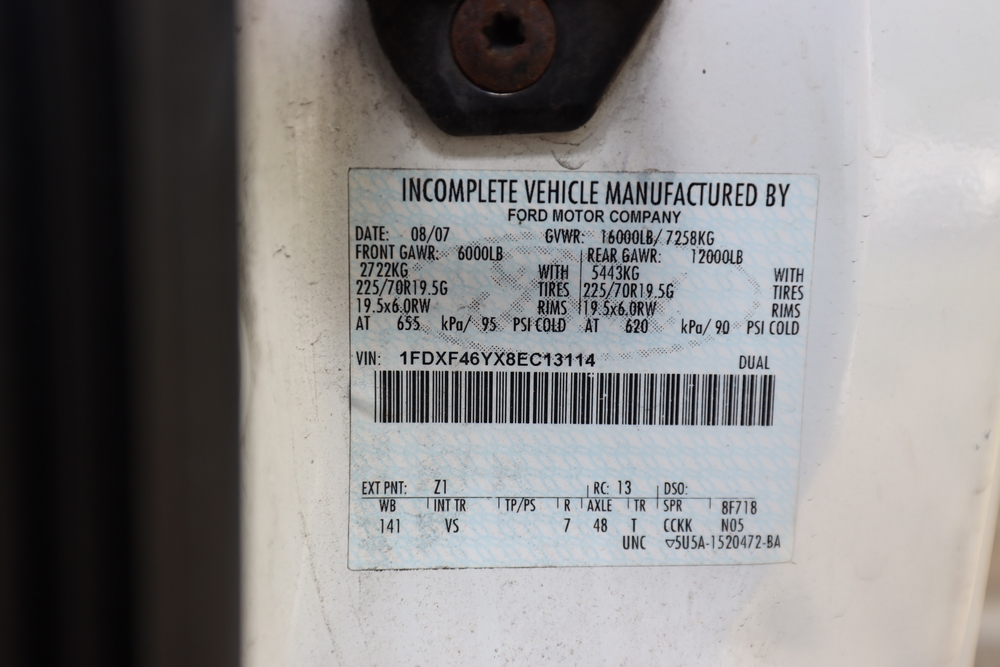 INCOMPLETE VEHICLE MANUFACTURED BY
FORD MOTOR COMPANY
DATE: 08/07 GVWR: 16000LB/ 7258KG
FRONT GAWR: 6000LB REAR GAWR: 12000LB
2722KG WITH 5443KG WITH
225/70R19.5G TIRES 225/70R19.5G TIRES
19.5x6.0RW RIMS 19.5x6.0RW RIMS
AT 655 kPa/ 95 PSI COLD AT 620 kPa/ 90 PSI COLD
VIN: 1FDXF46YX8EC13114 DUAL
EXT PNT: Z1 RC: 13 DSO:
WB INT TR TP/PS R AXLE TR SPR 8F718
141 VS 7 48 T CCKK N05
UNC ▽5U5A-1520472-BA